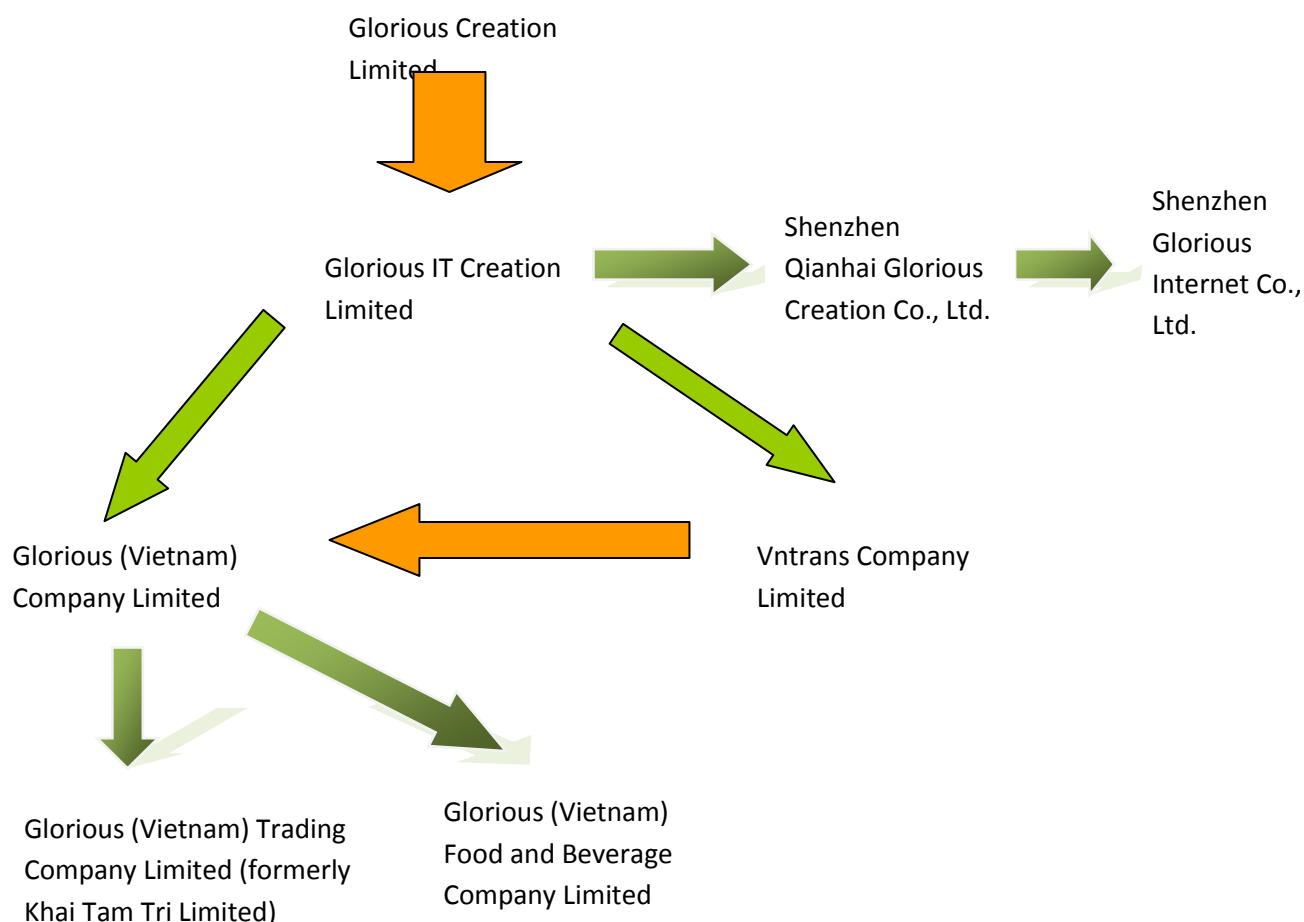 Glorious Creation
Limited
Glorious IT Creation
Limited
Shenzhen
Qianhai Glorious
Creation Co., Ltd.
Shenzhen
Glorious
Internet Co.,
Ltd.
Glorious (Vietnam)
Company Limited
Vntrans Company
Limited
Glorious (Vietnam) Trading
Company Limited (formerly
Khai Tam Tri Limited)
Glorious (Vietnam)
Food and Beverage
Company Limited